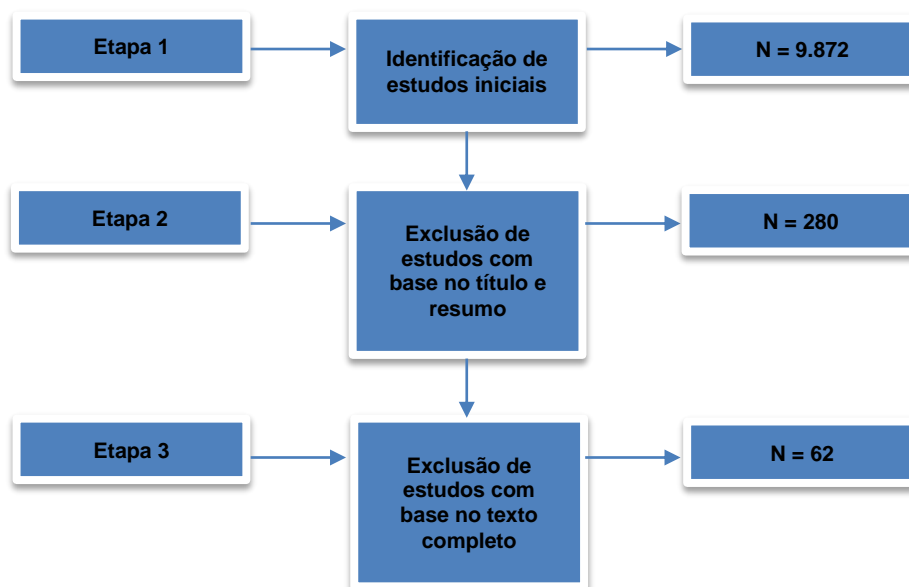 Etapa 1
Identificação de
estudos iniciais
N = 9.872
Etapa 2
Exclusão de
estudos com
base no título e
resumo
N = 280
Etapa 3
Exclusão de
estudos com
base no texto
completo
N = 62